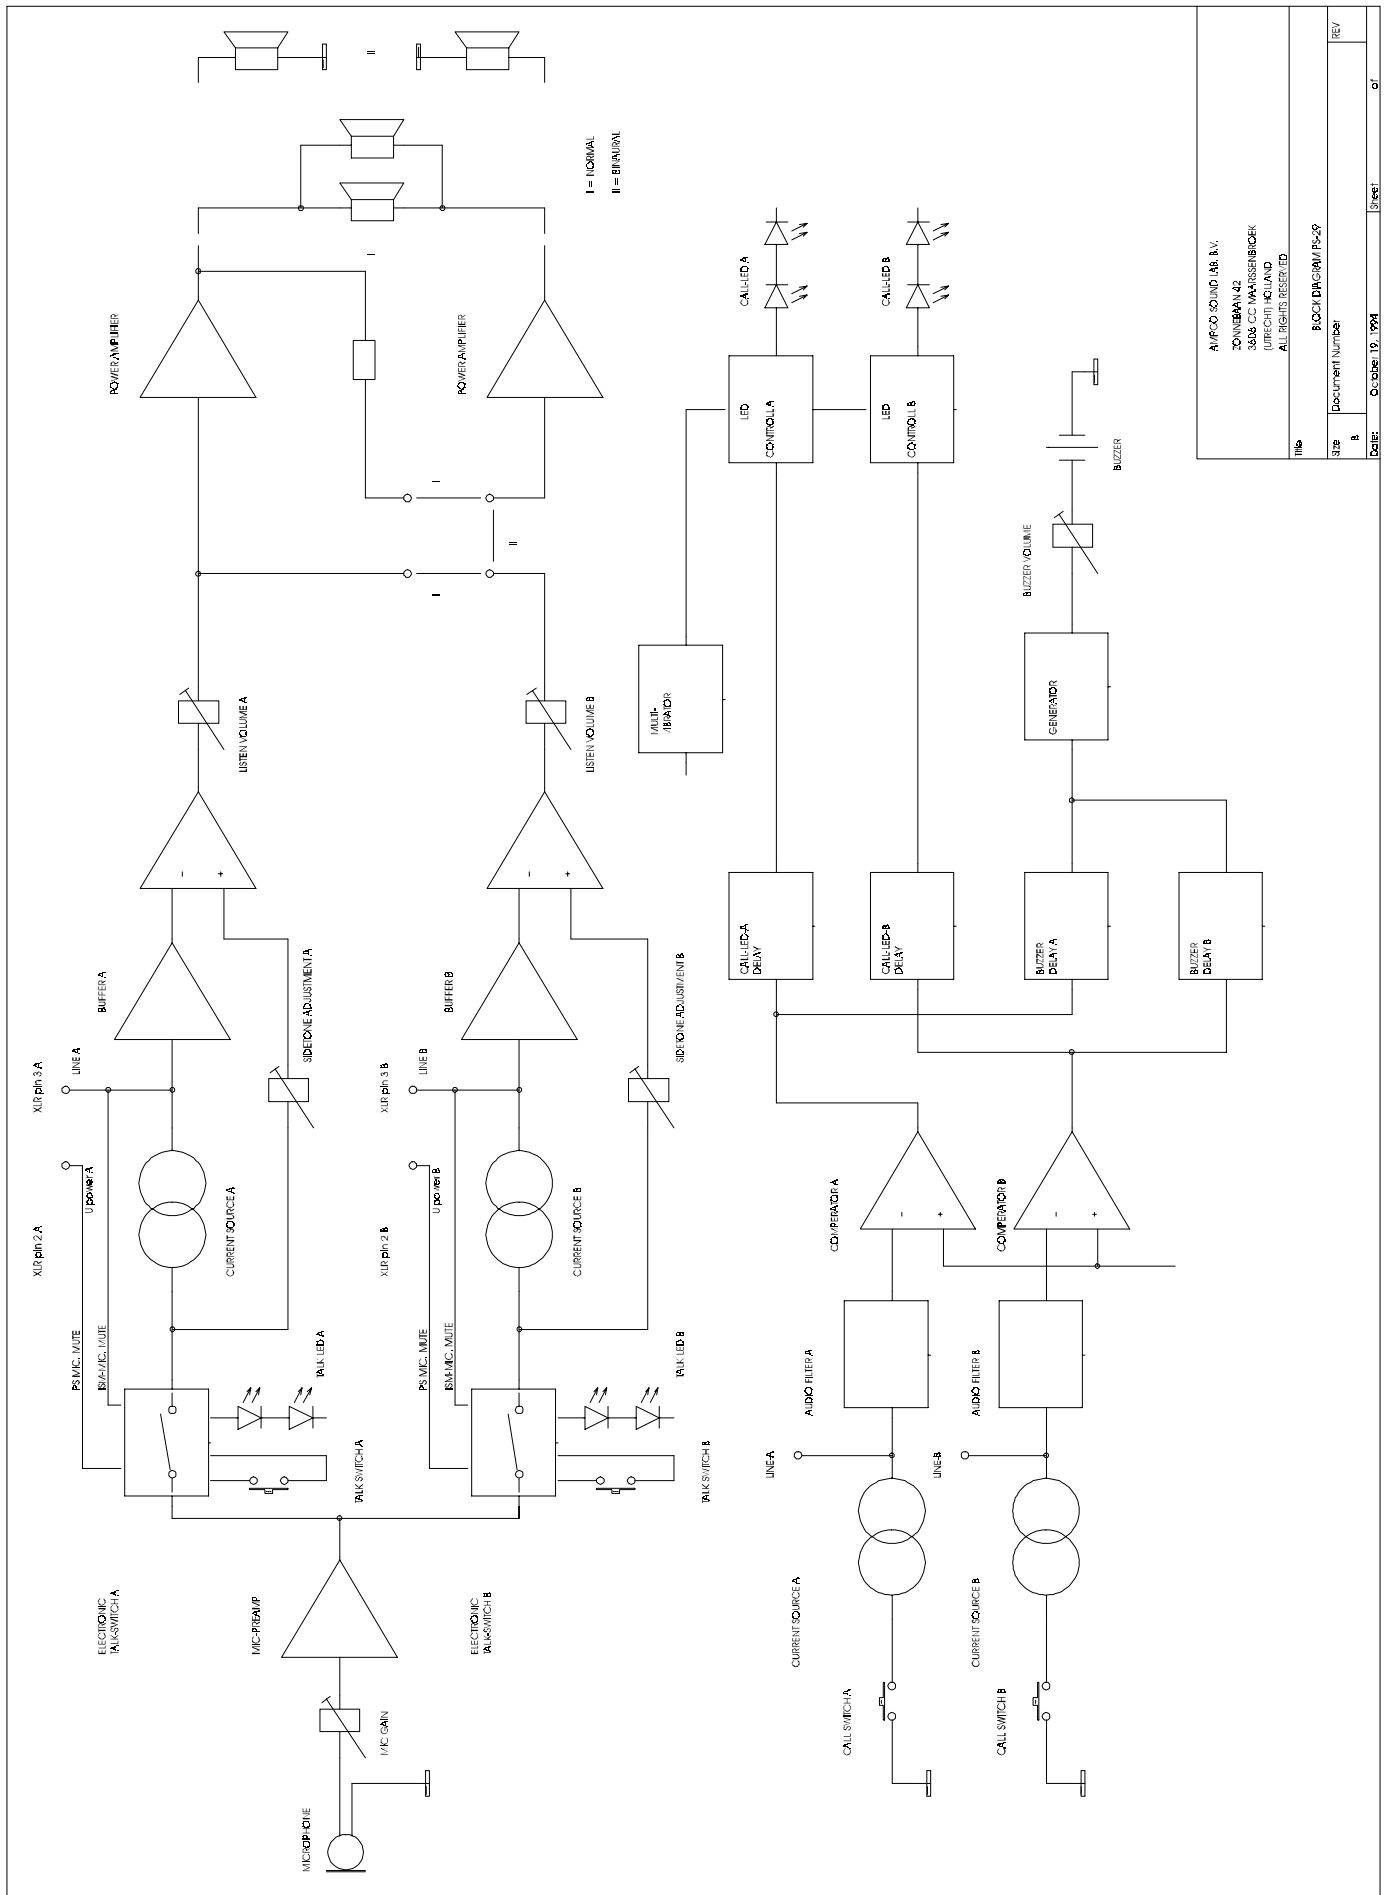 MICROPHONE
MIC GAIN
MIC-PREAMP
ELECTRONIC
TALK-SWITCH A
PS MIC. MUTE
ISM-MIC. MUTE
TALK SWITCH A
TALK LED A
XLR pin 2 A
U power A
XLR pin 3 A
LINE A
CURRENT SOURCE A
SIDETONE ADJUSTMENT A
BUFFER A
-
+
LISTEN VOLUME A
POWER AMPLIFIER
ELECTRONIC
TALK-SWITCH B
PS MIC. MUTE
ISM-MIC. MUTE
TALK SWITCH B
TALK LED B
XLR pin 2 B
U power B
XLR pin 3 B
LINE B
CURRENT SOURCE B
SIDETONE ADJUSTMENT B
BUFFER B
-
+
LISTEN VOLUME B
POWER AMPLIFIER
I
I
II
I
II
I = NORMAL
II = BINAURAL
CALL SWITCH A
CURRENT SOURCE A
LINE-A
AUDIO FILTER A
COMPERATOR A
-
+
CALL-LED-A
DELAY
MULTI-
VIBRATOR
LED
CONTROLL A
CALL-LED A
CALL-LED-B
DELAY
LED
CONTROLL B
CALL-LED B
CALL SWITCH B
CURRENT SOURCE B
LINE-B
AUDIO FILTER B
COMPERATOR B
-
+
BUZZER
DELAY A
BUZZER
DELAY B
GENERATOR
BUZZER VOLUME
BUZZER
AMPCO SOUND LAB. B.V.
ZONNEBAAN 42
3606 CC MAARSSENBROEK
(UTRECHT) HOLLAND
ALL RIGHTS RESERVED
Title
BLOCK DIAGRAM PS-29
Size Document Number REV
B
Date: October 19, 1994 Sheet of